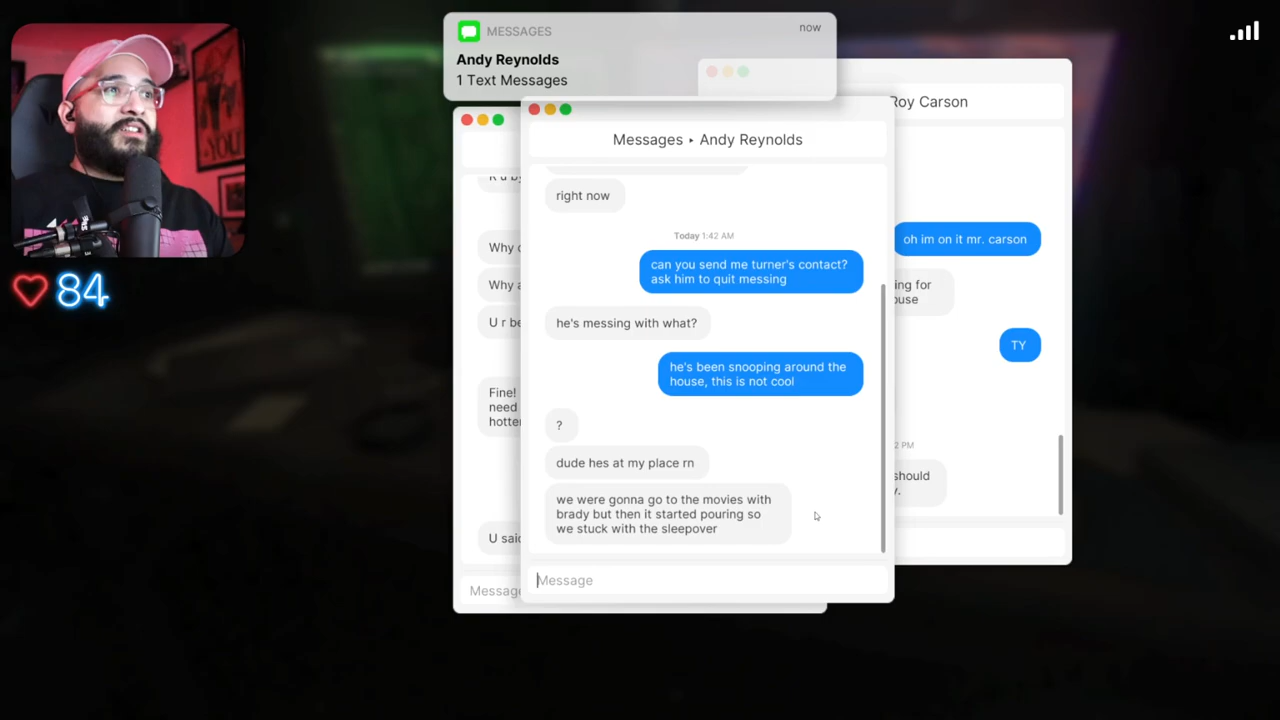 MESSAGES
now
Andy Reynolds
1 Text Messages
Roy Carson
Messages ▸ Andy Reynolds
right now
Today 1:42 AM
can you send me turner's contact?
ask him to quit messing
he's messing with what?
he's been snooping around the
house, this is not cool
?
dude hes at my place rn
we were gonna go to the movies with
brady but then it started pouring so
we stuck with the sleepover
Message
Why
Why
U r
Fine!
need
U
Message
oh im on it mr. carson
for
TY
PM
should
YOU
84